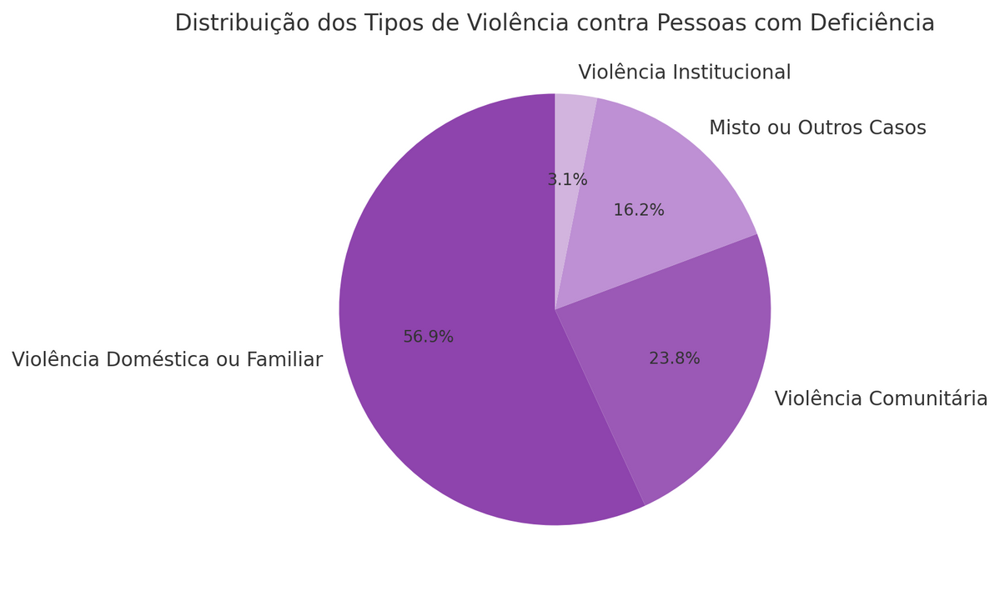 Distribuição dos Tipos de Violência contra Pessoas com Deficiência
Violência Institucional
Misto ou Outros Casos
3.1%
16.2%
56.9%
Violência Doméstica ou Familiar
23.8%
Violência Comunitária